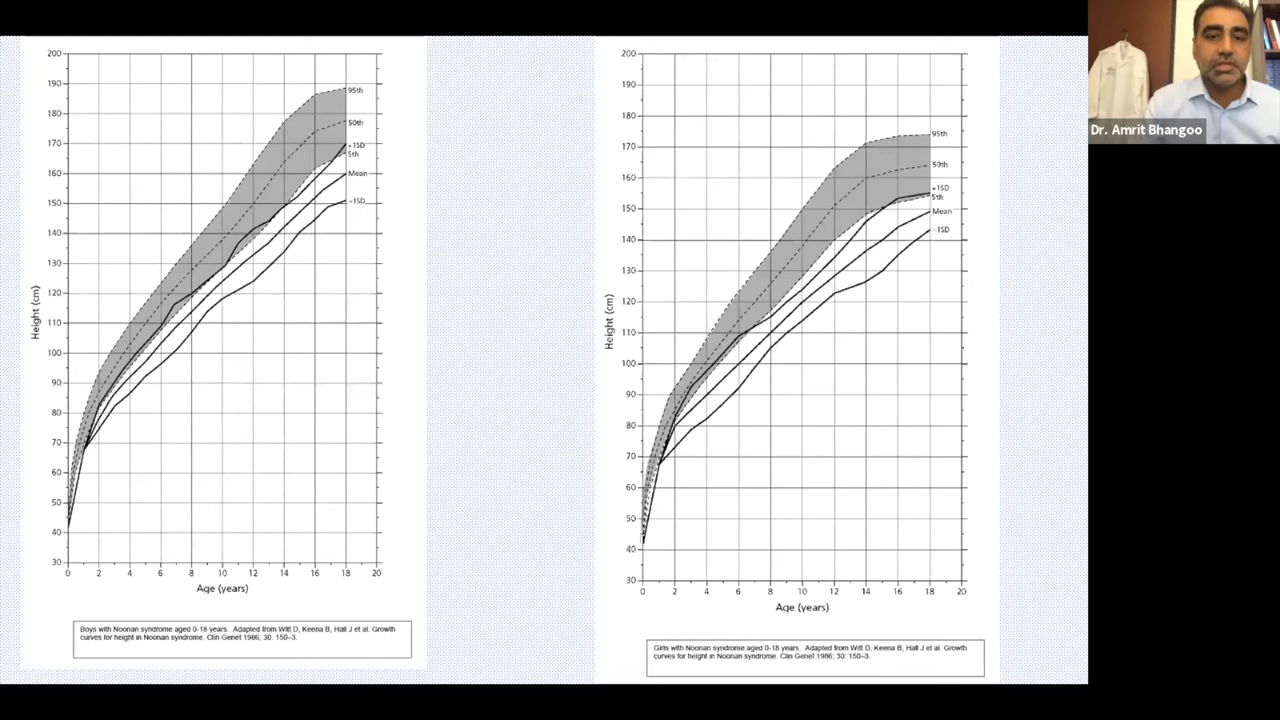 200
190
180
170
160
150
140
130
120
110
100
90
80
70
60
50
40
30
Height (cm)
95th
50th
+1SD
5th
Mean
−1SD
0 2 4 6 8 10 12 14 16 18 20
Age (years)
Boys with Noonan syndrome aged 0-18 years. Adapted from Witt D, Keena B, Hall J et al. Growth
curves for height in Noonan syndrome. Clin Genet 1986; 30: 150–3.
200
190
180
170
160
150
140
130
120
110
100
90
80
70
60
50
40
30
Height (cm)
95th
50th
+1SD
5th
Mean
−1SD
0 2 4 6 8 10 12 14 16 18 20
Age (years)
Girls with Noonan syndrome aged 0-18 years. Adapted from Witt D, Keena B, Hall J et al. Growth
curves for height in Noonan syndrome. Clin Genet 1986; 30: 150–3.
Dr. Amrit Bhangoo